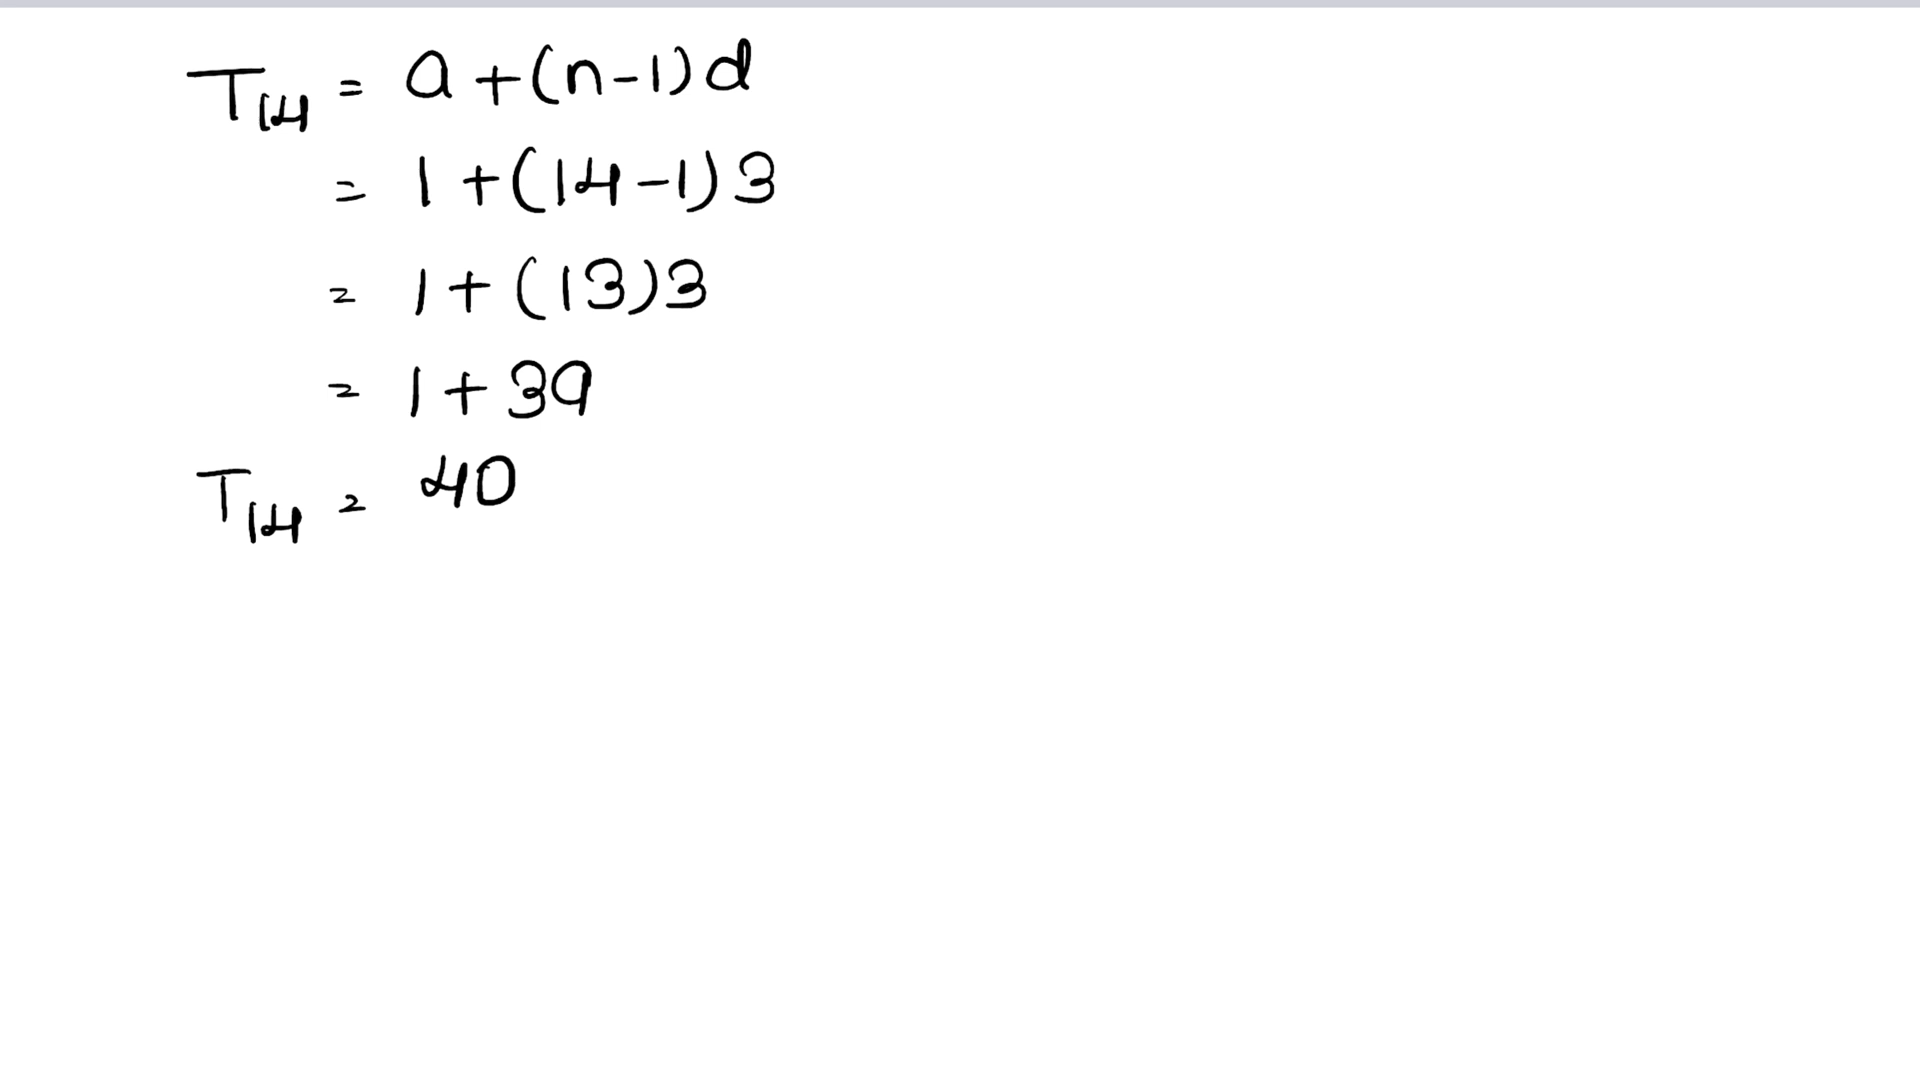 T₁₄ = a + (n-1) d
= 1 + (14-1) 3
= 1 + (13) 3
= 1 + 39
T₁₄ = 40